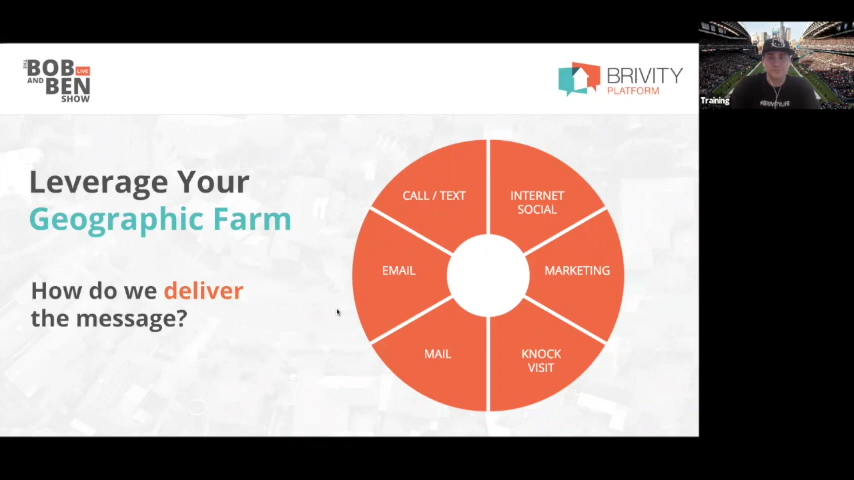 THE BOB LIVE
AND BEN
SHOW
BRIVITY
PLATFORM
Training
#BRIVITYLIFE
Leverage Your
Geographic Farm
How do we deliver
the message?
CALL / TEXT
INTERNET
SOCIAL
EMAIL
MARKETING
MAIL
KNOCK
VISIT